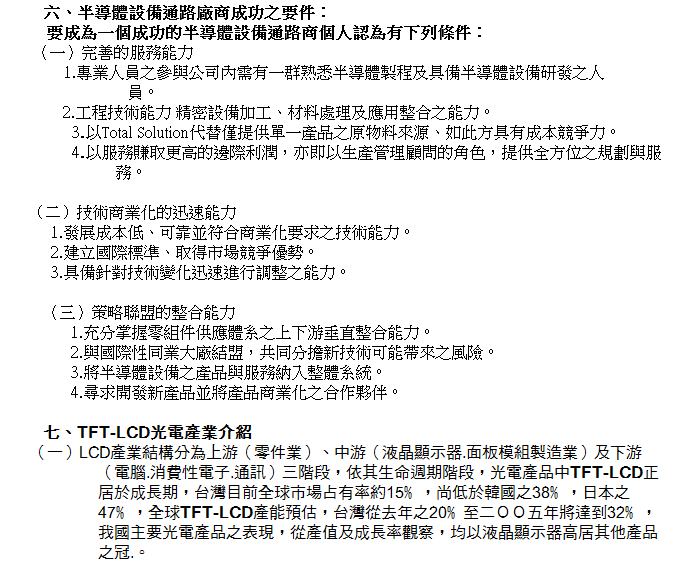 六、半導體設備通路廠商成功之要件：
要成為一個成功的半導體設備通路商個人認為有下列條件：
（一）完善的服務能力
1.專業人員之參與公司內需有一群熟悉半導體製程及具備半導體設備研發之人
員。
2.工程技術能力 精密設備加工、材料處理及應用整合之能力。
3.以Total Solution代替僅提供單一產品之原物料來源、如此方具有成本競爭力。
4.以服務賺取更高的邊際利潤，亦即以生產管理顧問的角色，提供全方位之規劃與服
務。
（二）技術商業化的迅速能力
1.發展成本低、可靠並符合商業化要求之技術能力。
2.建立國際標準、取得市場競爭優勢。
3.具備針對技術變化迅速進行調整之能力。
（三）策略聯盟的整合能力
1.充分掌握零組件供應體系之上下游垂直整合能力。
2.與國際性同業大廠結盟，共同分擔新技術可能帶來之風險。
3.將半導體設備之產品與服務納入整體系統。
4.尋求開發新產品並將產品商業化之合作夥伴。
七、TFT-LCD光電產業介紹
（一）LCD產業結構分為上游（零件業）、中游（液晶顯示器.面板模組製造業）及下游
（電腦.消費性電子.通訊）三階段，依其生命週期階段，光電產品中TFT-LCD正
居於成長期，台灣目前全球市場占有率約15% ，尚低於韓國之38% ，日本之
47% ，全球TFT-LCD產能預估，台灣從去年之20% 至二ＯＯ五年將達到32% ，
我國主要光電產品之表現，從產值及成長率觀察，均以液晶顯示器高居其他產品
之冠.。